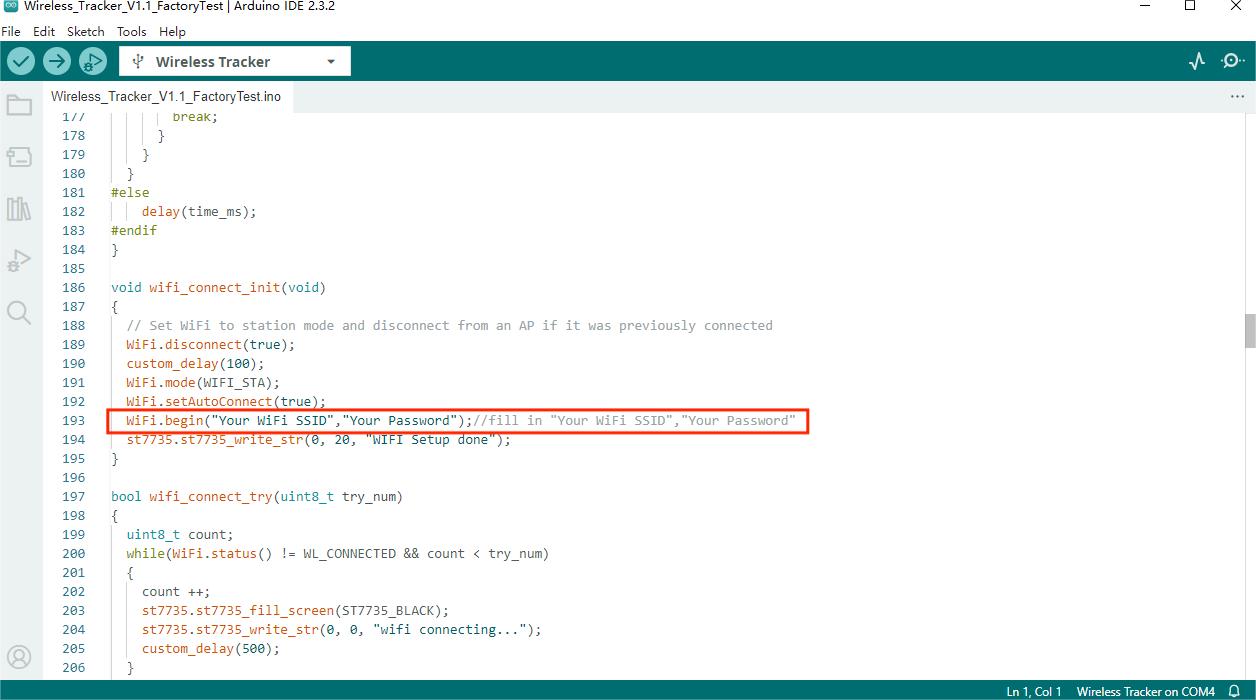 Wireless_Tracker_V1.1_FactoryTest | Arduino IDE 2.3.2
File Edit Sketch Tools Help
Wireless Tracker
Wireless_Tracker_V1.1_FactoryTest.ino
177 break;
178 }
179 }
180 }
181 #else
182 delay(time_ms);
183 #endif
184 }
185
186 void wifi_connect_init(void)
187 {
188 // Set WiFi to station mode and disconnect from an AP if it was previously connected
189 WiFi.disconnect(true);
190 custom_delay(100);
191 WiFi.mode(WIFI_STA);
192 WiFi.setAutoConnect(true);
193 WiFi.begin("Your WiFi SSID","Your Password");//fill in "Your WiFi SSID","Your Password"
194 st7735.st7735_write_str(0, 20, "WIFI Setup done");
195 }
196
197 bool wifi_connect_try(uint8_t try_num)
198 {
199 uint8_t count;
200 while(WiFi.status() != WL_CONNECTED && count < try_num)
201 {
202 count ++;
203 st7735.st7735_fill_screen(ST7735_BLACK);
204 st7735.st7735_write_str(0, 0, "wifi connecting...");
205 custom_delay(500);
206 }
Ln 1, Col 1 Wireless Tracker on COM4